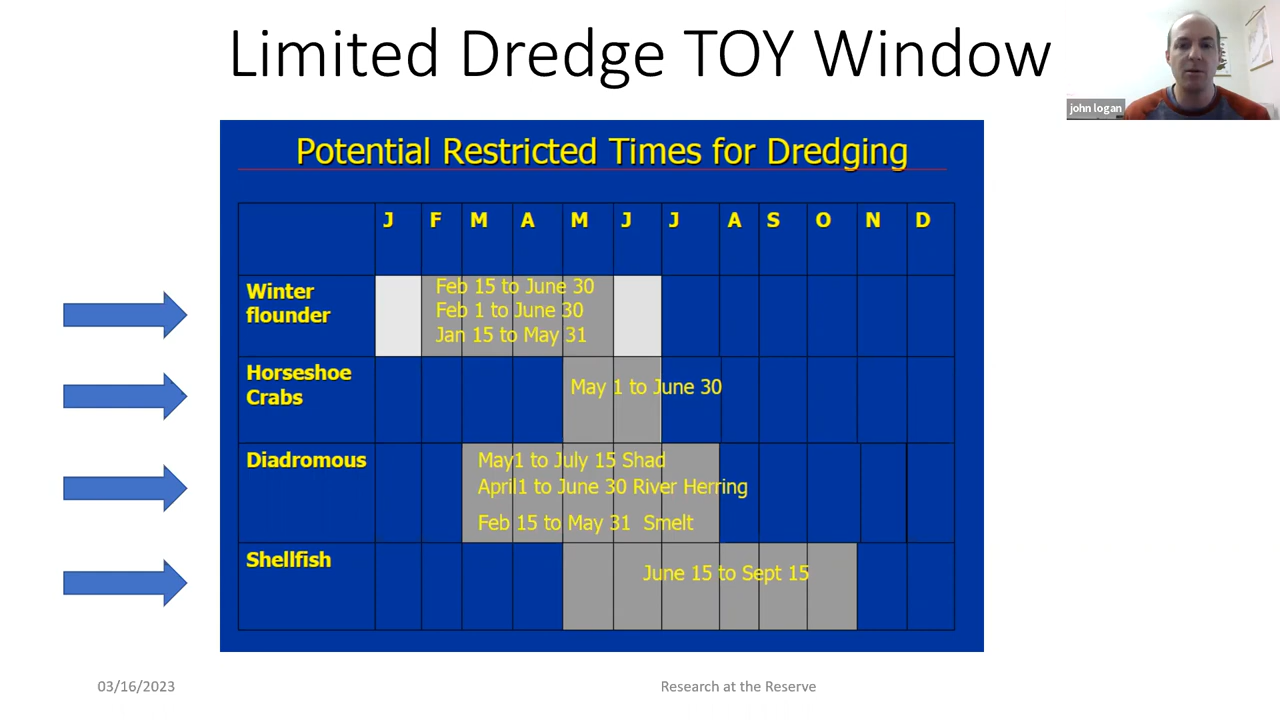 Limited Dredge TOY Window
john logan
Potential Restricted Times for Dredging
J F M A M J J A S O N D
Winter
flounder
Feb 15 to June 30
Feb 1 to June 30
Jan 15 to May 31
Horseshoe
Crabs
May 1 to June 30
Diadromous
May1 to July 15 Shad
April1 to June 30 River Herring
Feb 15 to May 31 Smelt
Shellfish
June 15 to Sept 15
03/16/2023
Research at the Reserve